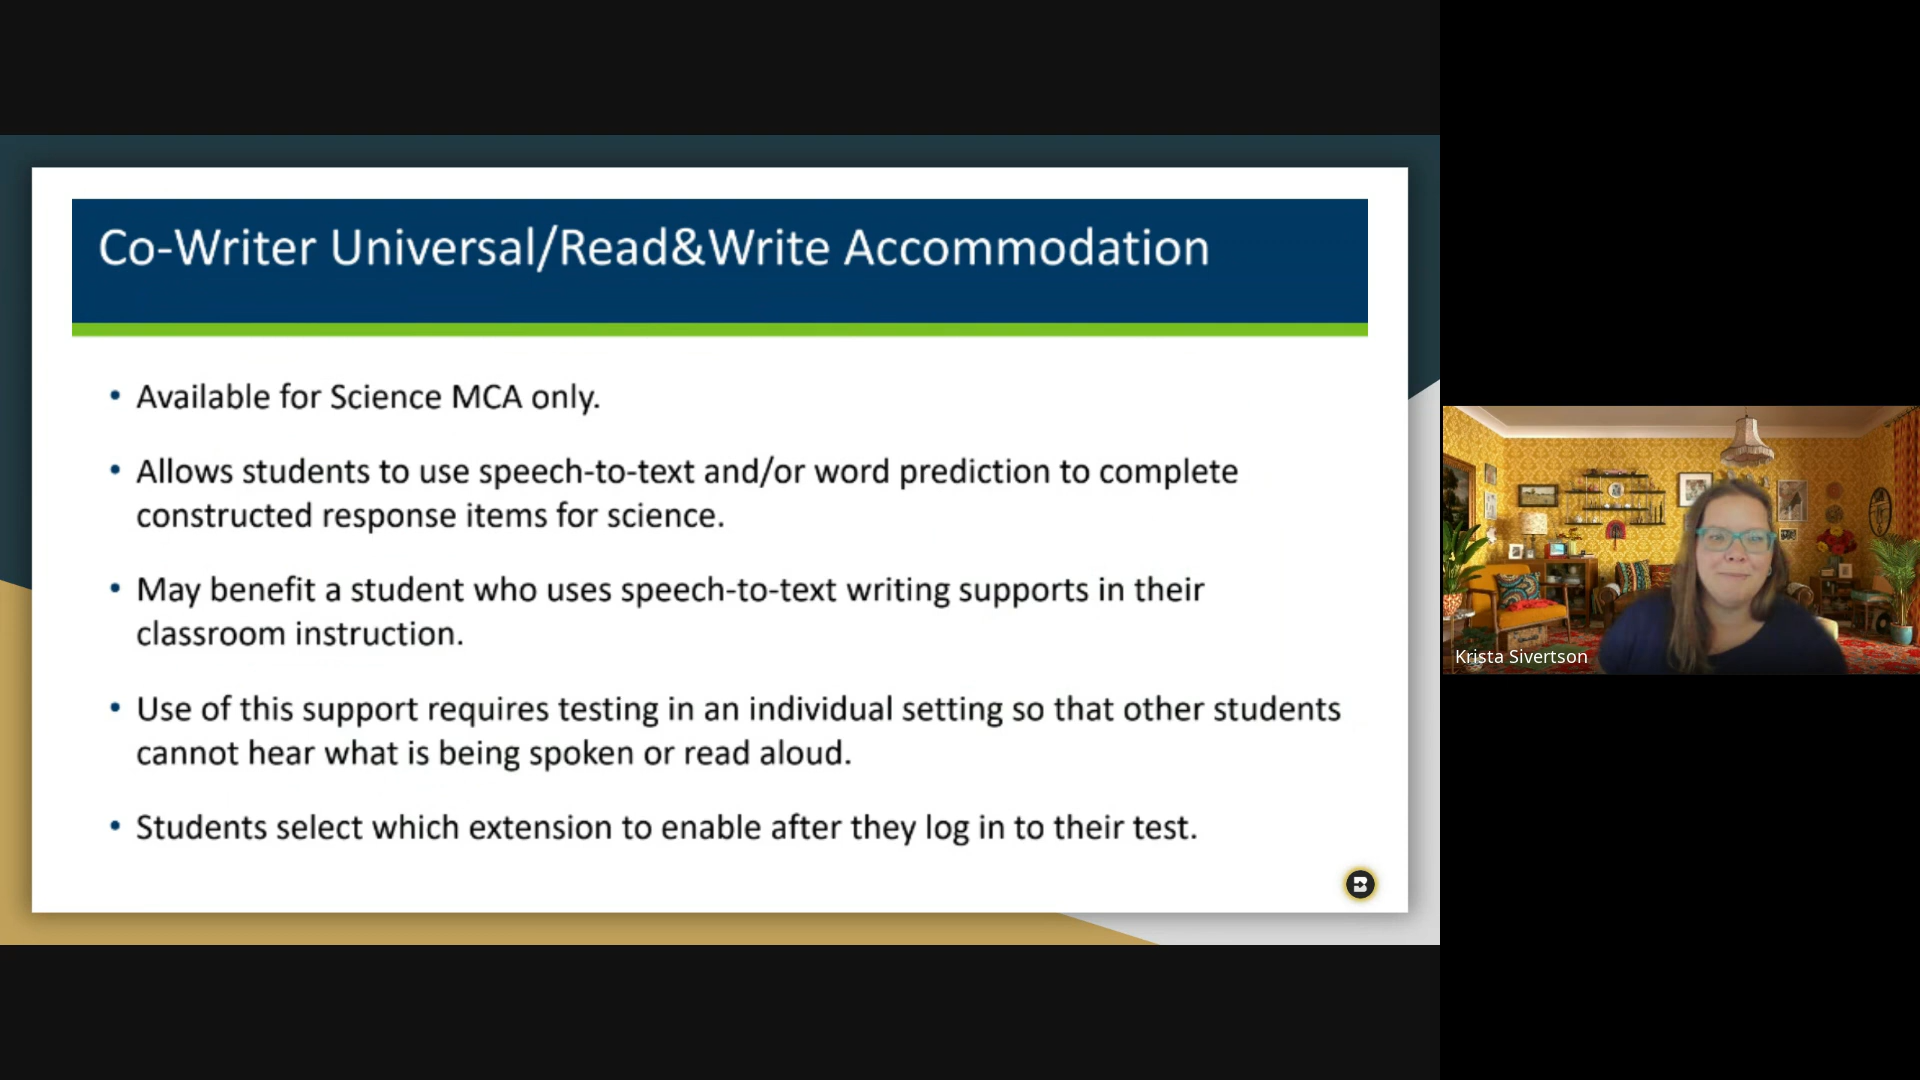 Co-Writer Universal/Read&Write Accommodation
• Available for Science MCA only.
• Allows students to use speech-to-text and/or word prediction to complete
constructed response items for science.
• May benefit a student who uses speech-to-text writing supports in their
classroom instruction.
• Use of this support requires testing in an individual setting so that other students
cannot hear what is being spoken or read aloud.
• Students select which extension to enable after they log in to their test.
Krista Sivertson